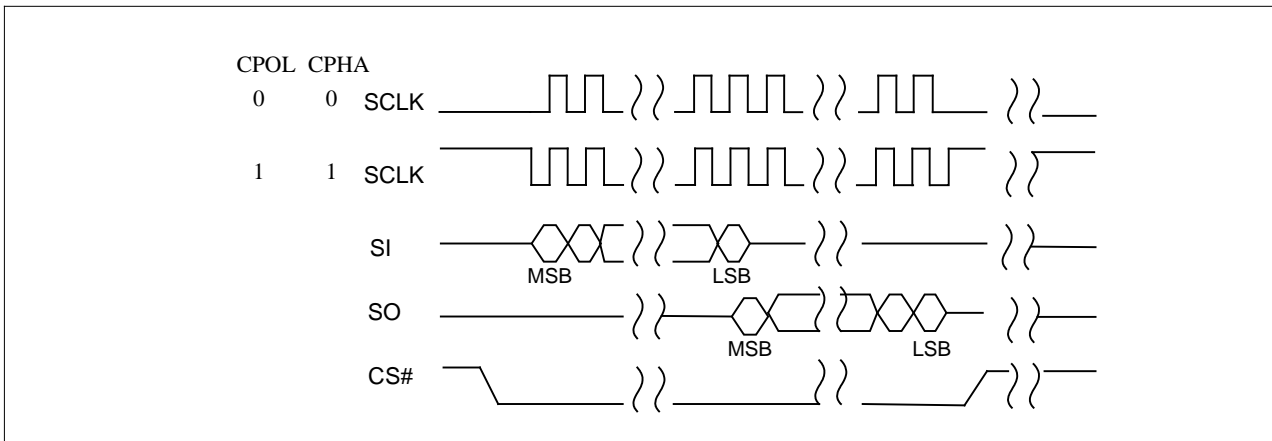 CPOL CPHA
0 0 SCLK
1 1 SCLK
SI
MSB LSB
SO
MSB LSB
CS#